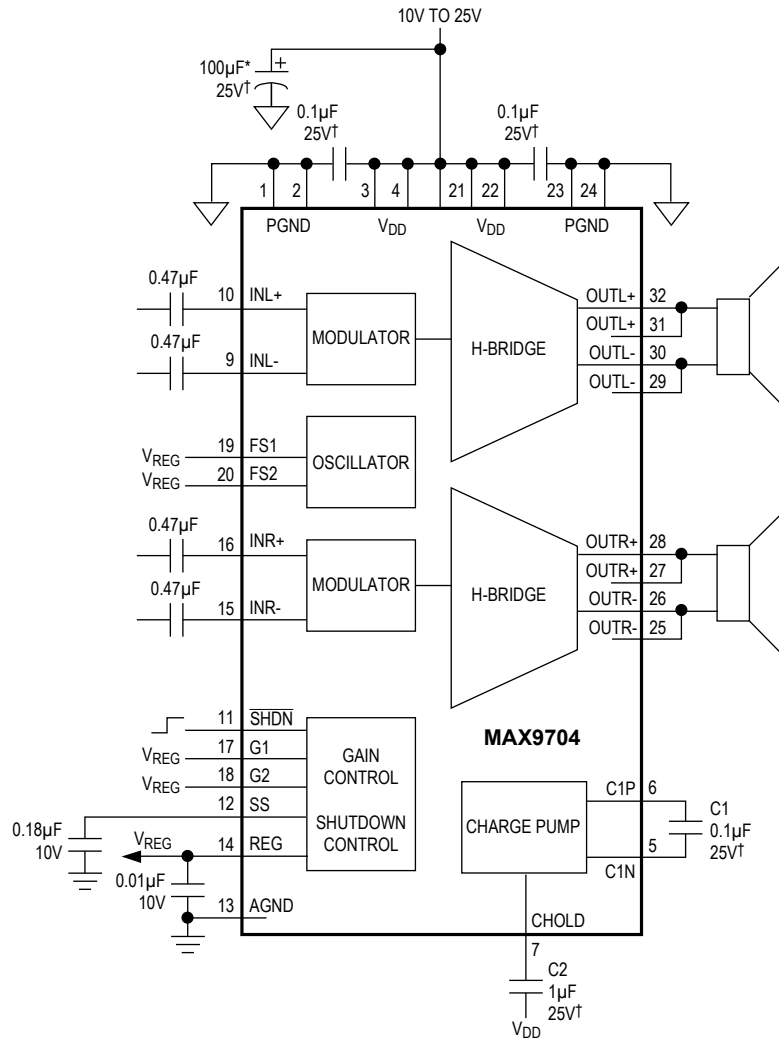 10V TO 25V
100µF*
25V†
+
0.1µF
25V†
0.1µF
25V†
1 2 3 4 21 22 23 24
PGND VDD VDD PGND
0.47µF
10 INL+
0.47µF
9 INL-
MODULATOR
H-BRIDGE
OUTL+ 32
OUTL+ 31
OUTL- 30
OUTL- 29
VREG 19 FS1
VREG 20 FS2
OSCILLATOR
0.47µF
16 INR+
0.47µF
15 INR-
MODULATOR
H-BRIDGE
OUTR+ 28
OUTR+ 27
OUTR- 26
OUTR- 25
MAX9704
11 SHDN
VREG 17 G1
VREG 18 G2
12 SS
0.18µF
10V
VREG 14 REG
0.01µF
10V
13 AGND
GAIN
CONTROL
SHUTDOWN
CONTROL
CHARGE PUMP
C1P 6
C1N 5
C1
0.1µF
25V†
CHOLD
7
C2
1µF
25V†
VDD